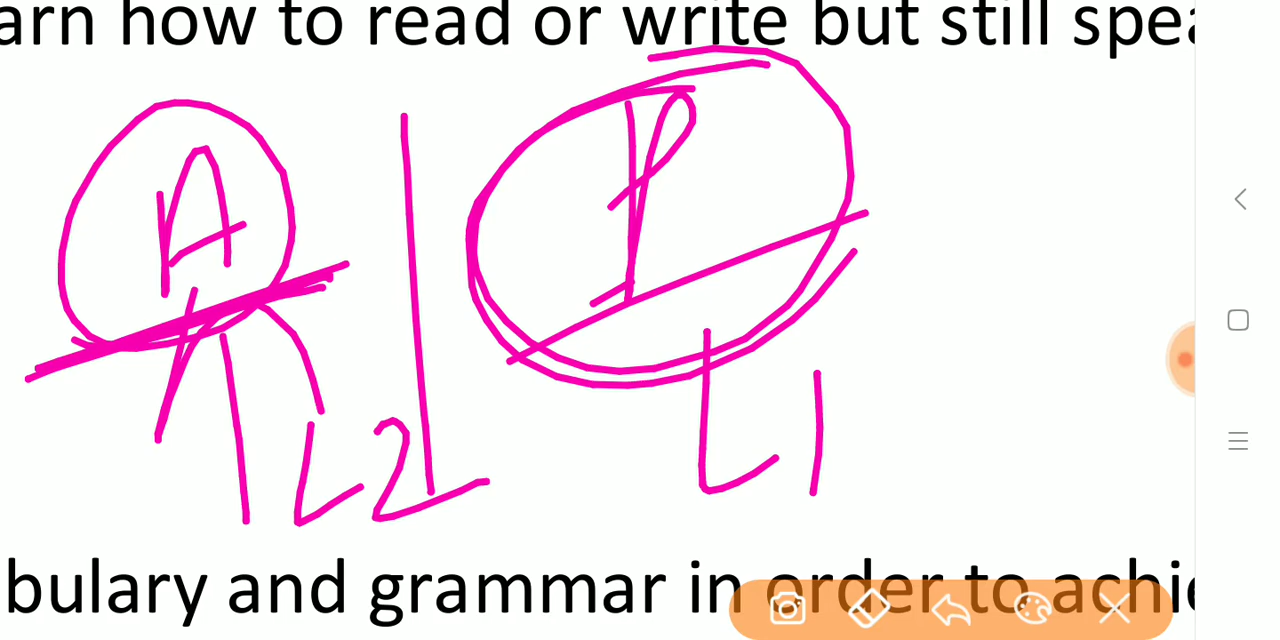 arn how to read or write but still spea
A P
L2 L1
bulary and grammar in order to achie